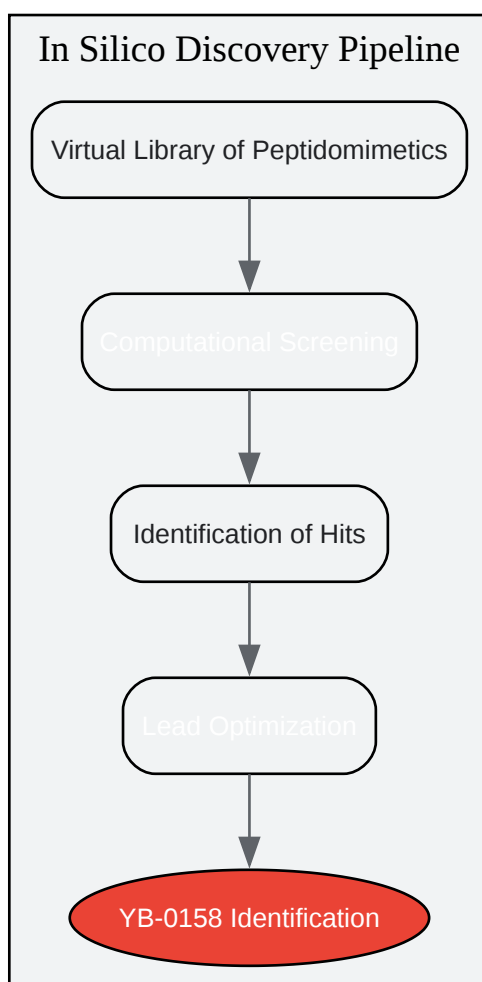 In Silico Discovery Pipeline
Virtual Library of Peptidomimetics
Computational Screening
Identification of Hits
Lead Optimization
YB-0158 Identification